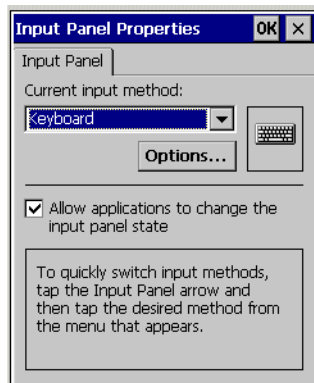 Input Panel Properties OK ×
Input Panel
Current input method:
Keyboard
Options...
Allow applications to change the
input panel state
To quickly switch input methods,
tap the Input Panel arrow and
then tap the desired method from
the menu that appears.